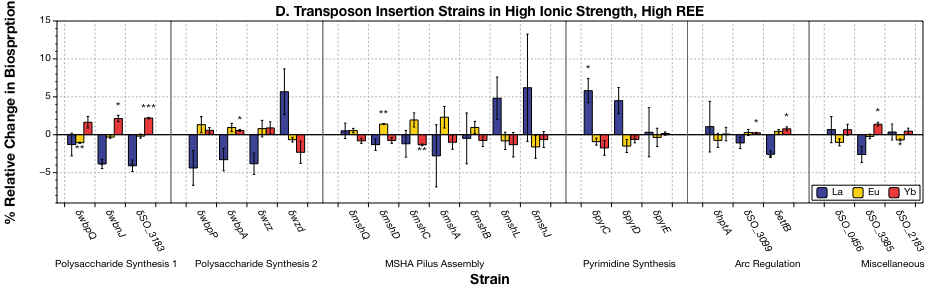 D. Transposon Insertion Strains in High Ionic Strength, High REE
% Relative Change in Biosprption
15
10
5
0
−5
* * * * * * * * * * * * * * * * * *
La Eu Yb
δwbpQ δwbnJ δSO_3183 δwbpP δwbpA δwzz δwzd δmshQ δmshD δmshC δmshA δmshB δmshL δmshJ δpyrC δpyrD δpyrE δhptA δSO_3099 δetfB δSO_0456 δSO_3385 δSO_2183
Polysaccharide Synthesis 1 Polysaccharide Synthesis 2 MSHA Pilus Assembly Pyrimidine Synthesis Arc Regulation Miscellaneous
Strain